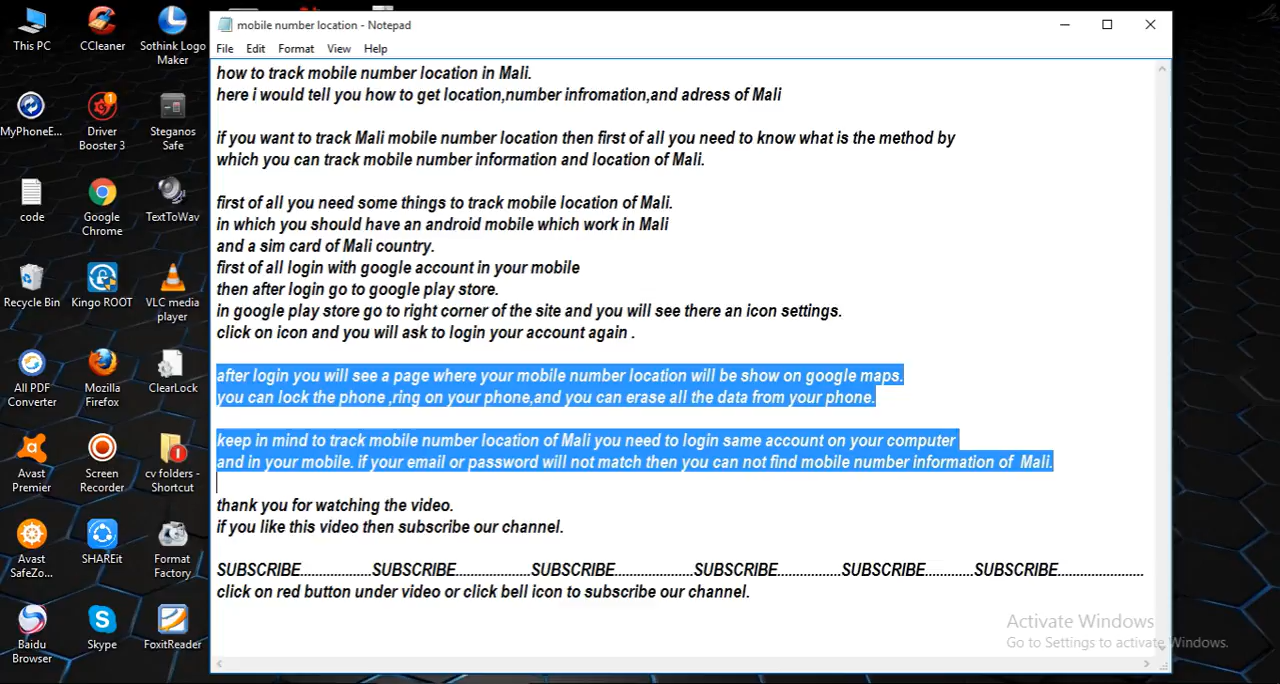 This PC
CCleaner
Sothink Logo
Maker
MyPhoneE...
Driver
Booster 3
Steganos
Safe
code
Google
Chrome
TextToWav
Recycle Bin
Kingo ROOT
VLC media
player
All PDF
Converter
Mozilla
Firefox
ClearLock
Avast
Premier
Screen
Recorder
cv folders -
Shortcut
Avast
SafeZo...
SHAREit
Format
Factory
Baidu
Browser
Skype
FoxitReader
mobile number location - Notepad
File Edit Format View Help
how to track mobile number location in Mali.
here i would tell you how to get location,number infromation,and adress of Mali
if you want to track Mali mobile number location then first of all you need to know what is the method by
which you can track mobile number information and location of Mali.
first of all you need some things to track mobile location of Mali.
in which you should have an android mobile which work in Mali
and a sim card of Mali country.
first of all login with google account in your mobile
then after login go to google play store.
in google play store go to right corner of the site and you will see there an icon settings.
click on icon and you will ask to login your account again .
after login you will see a page where your mobile number location will be show on google maps.
you can lock the phone ,ring on your phone,and you can erase all the data from your phone.
keep in mind to track mobile number location of Mali you need to login same account on your computer
and in your mobile. if your email or password will not match then you can not find mobile number information of  Mali.
thank you for watching the video.
if you like this video then subscribe our channel.
SUBSCRIBE.................SUBSCRIBE..................SUBSCRIBE...................SUBSCRIBE...............SUBSCRIBE...........SUBSCRIBE.....................
click on red button under video or click bell icon to subscribe our channel.
Activate Windows
Go to Settings to activate Windows.